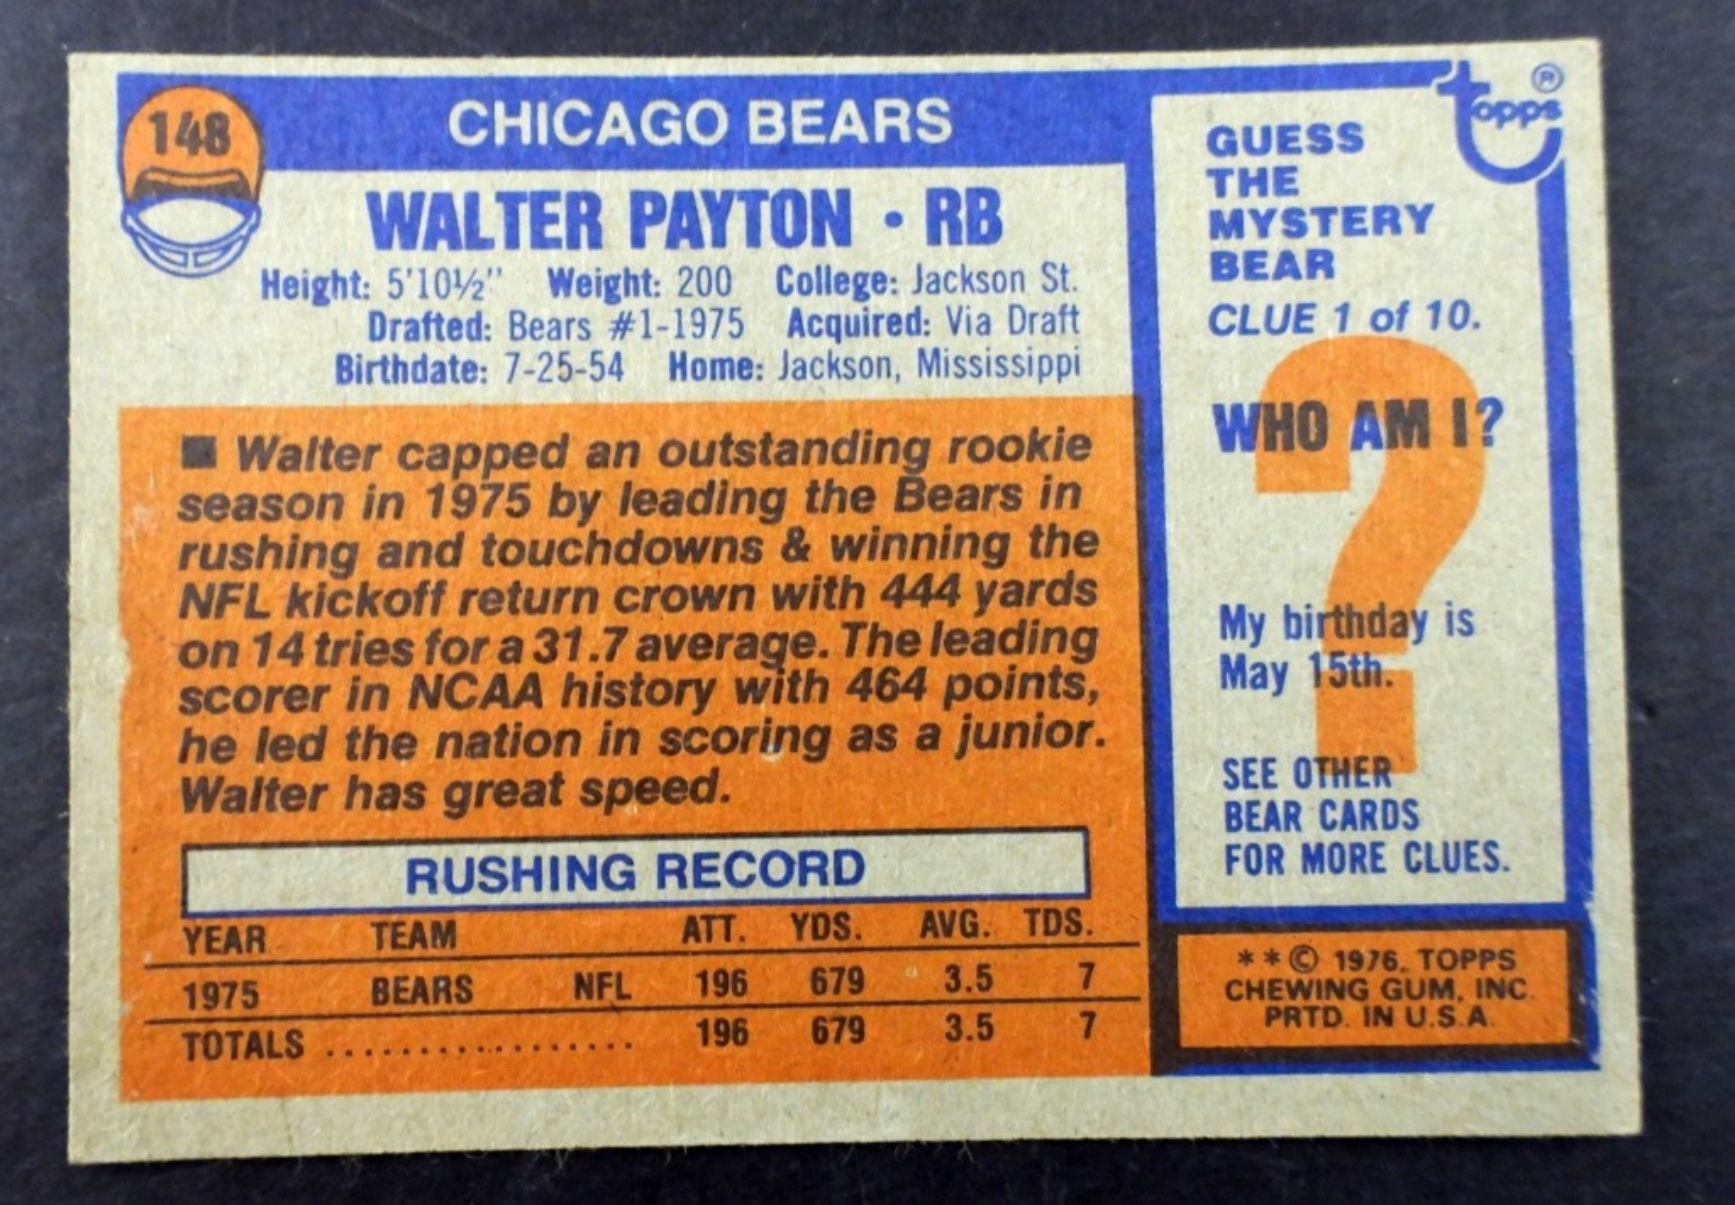 148
CHICAGO BEARS
WALTER PAYTON • RB
Height: 5'10½" Weight: 200 College: Jackson St.
Drafted: Bears #1-1975 Acquired: Via Draft
Birthdate: 7-25-54 Home: Jackson, Mississippi
■ Walter capped an outstanding rookie
season in 1975 by leading the Bears in
rushing and touchdowns & winning the
NFL kickoff return crown with 444 yards
on 14 tries for a 31.7 average. The leading
scorer in NCAA history with 464 points,
he led the nation in scoring as a junior.
Walter has great speed.
RUSHING RECORD
YEAR TEAM ATT. YDS. AVG. TDS.
1975 BEARS NFL 196 679 3.5 7
TOTALS ................. 196 679 3.5 7
topps ®
GUESS
THE
MYSTERY
BEAR
CLUE 1 of 10.
WHO AM I?
?
My birthday is
May 15th.
SEE OTHER
BEAR CARDS
FOR MORE CLUES.
**© 1976, TOPPS
CHEWING GUM, INC.
PRTD. IN U.S.A.